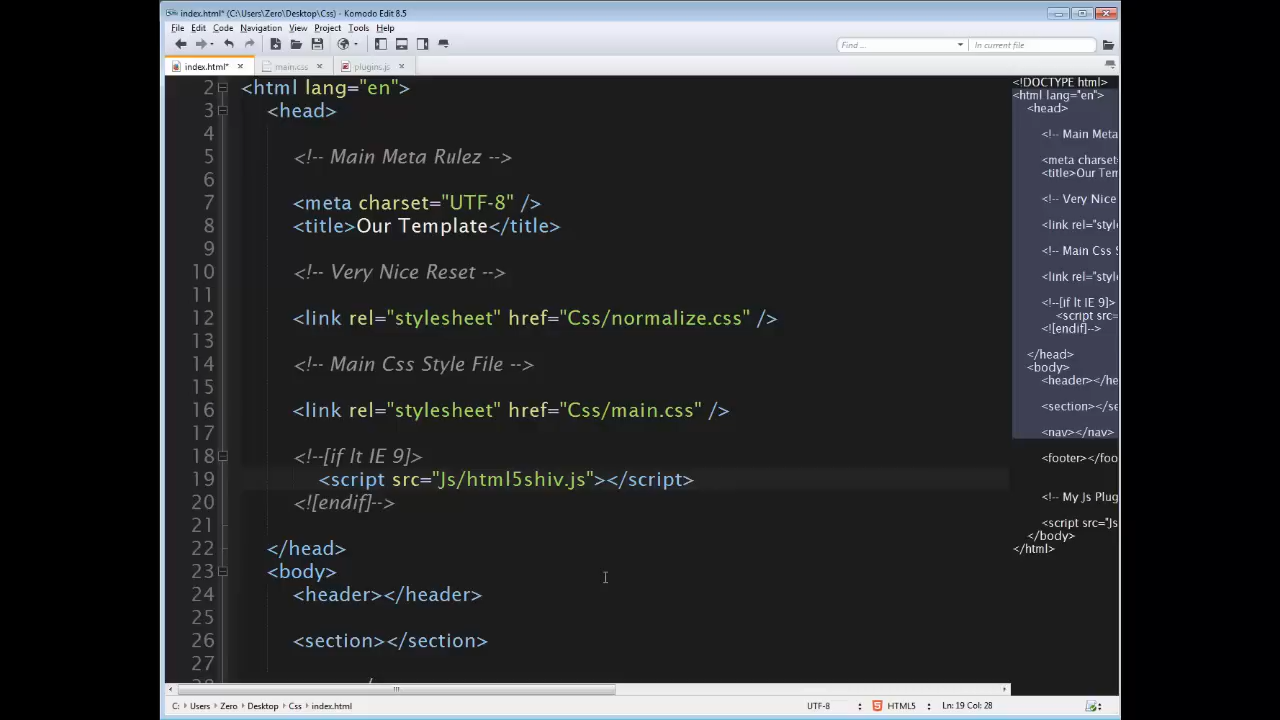 index.html* (C:\Users\Zero\Desktop\Css) - Komodo Edit 8.5
File Edit Code Navigation View Project Tools Help
Find ... In current file
index.html* main.css plugins.js
2 <html lang="en">
3 <head>
4
5 <!-- Main Meta Rulez -->
6
7 <meta charset="UTF-8" />
8 <title>Our Template</title>
9
10 <!-- Very Nice Reset -->
11
12 <link rel="stylesheet" href="Css/normalize.css" />
13
14 <!-- Main Css Style File -->
15
16 <link rel="stylesheet" href="Css/main.css" />
17
18 <!--[if lt IE 9]>
19 <script src="Js/html5shiv.js"></script>
20 <![endif]-->
21
22 </head>
23 <body>
24 <header></header>
25
26 <section></section>
27
<!DOCTYPE html>
<html lang="en">
<head>
<!-- Main Meta
<meta charset
<title>Our Tem
<!-- Very Nice
<link rel="styl
<!-- Main Css S
<link rel="styl
<!--[if lt IE 9]>
<script src=
<![endif]-->
</head>
<body>
<header></he
<section></se
<nav></nav>
<footer></foo
<!-- My Js Plug
<script src="Js
</body>
</html>
C: Users Zero Desktop Css index.html UTF-8 HTML5 Ln: 19 Col: 28